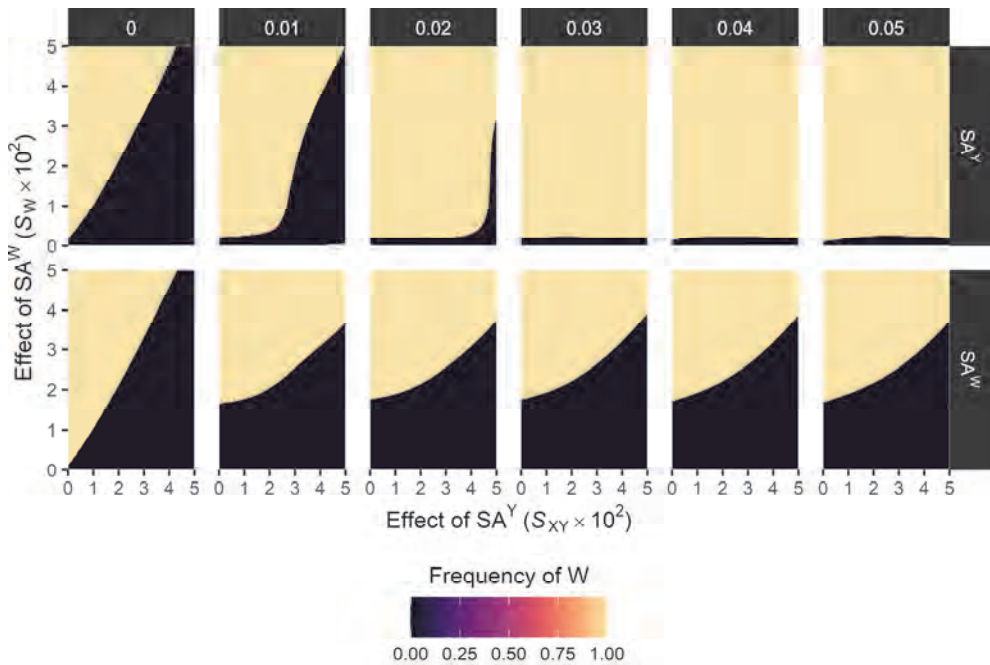 0 0.01 0.02 0.03 0.04 0.05
Effect of SA^W (S_W × 10^2)
5
4
3
2
1
0
SA^Y
5
4
3
2
1
0
SA^W
0 1 2 3 4 5 0 1 2 3 4 5 0 1 2 3 4 5 0 1 2 3 4 5 0 1 2 3 4 5 0 1 2 3 4 5
Effect of SA^Y (S_XY × 10^2)
Frequency of W
0.00 0.25 0.50 0.75 1.00